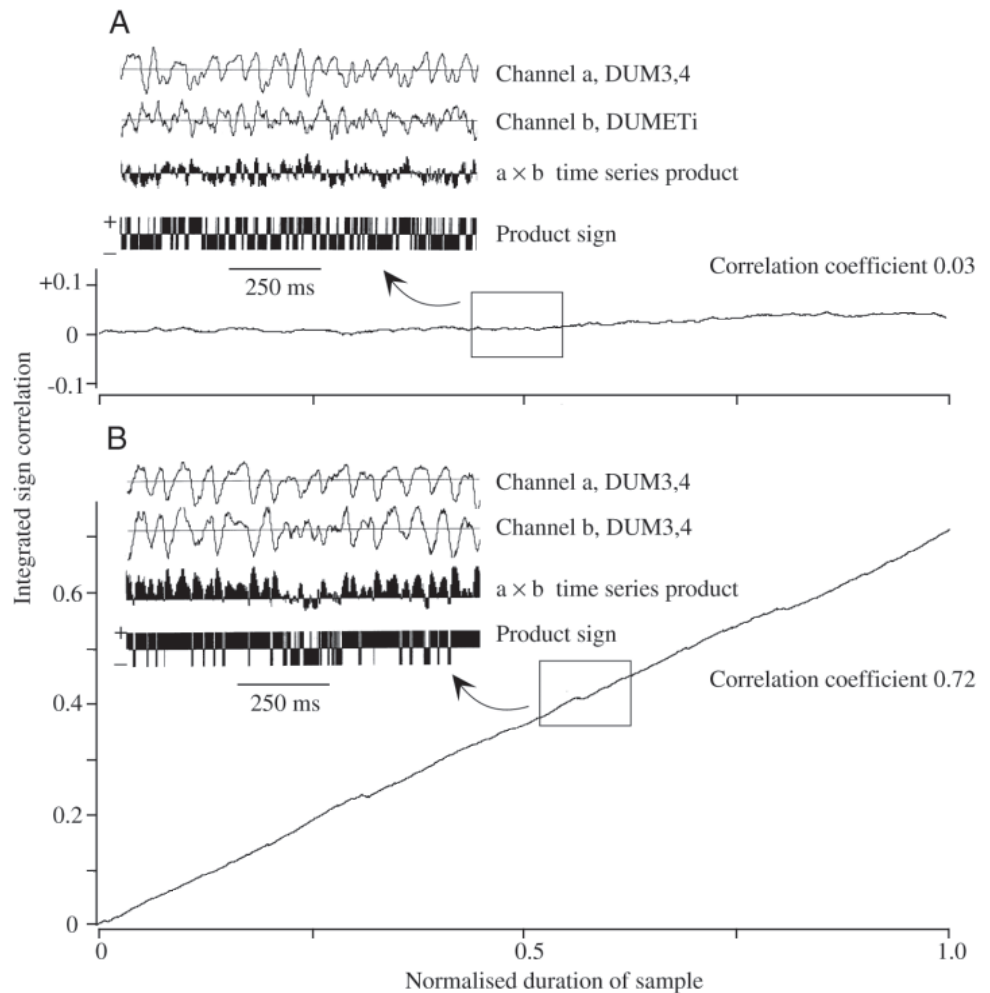 A
Channel a, DUM3,4
Channel b, DUMETi
a × b time series product
+
Product sign
–
250 ms
Correlation coefficient 0.03
+0.1
0
-0.1
Integrated sign correlation
B
Channel a, DUM3,4
Channel b, DUM3,4
a × b time series product
+
Product sign
–
250 ms
Correlation coefficient 0.72
0.6
0.4
0.2
0
0
0.5
1.0
Normalised duration of sample